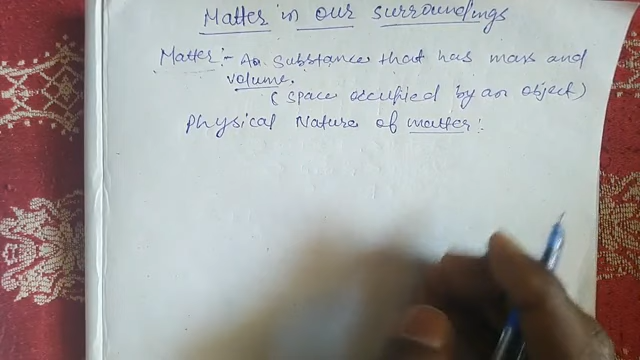 Matter in our surroundings
Matter:- An substance that has mass and
volume.
(space occupied by an object)
Physical Nature of matter: